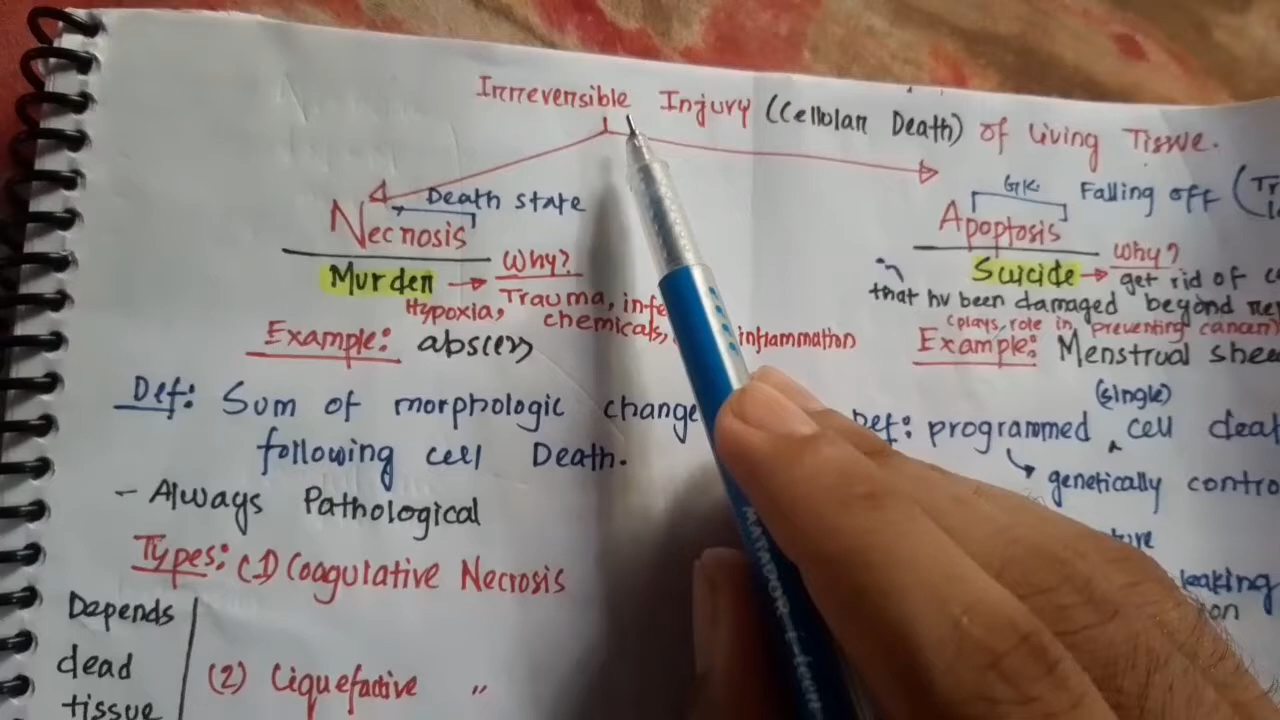 Irreversible Injury (Cellular Death) of Living Tissue.
Death state
Necrosis
Murder → Why?
Hypoxia, Trauma,
chemicals, inflammation
Example: abscess
Def: Sum of morphologic change
following cell Death.
- Always Pathological
Types: (1) Coagulative Necrosis
Depends
dead
tissue
(2) Liquefactive "
GK. Falling off
Apoptosis
Suicide → Why?
get rid of
that hv been damaged beyond
(plays role in preventing cancer)
Example: Menstrual
(single)
Def: programmed cell
genetically
leaking